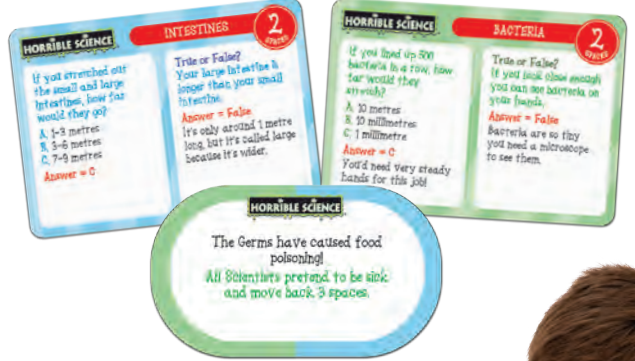 HORRIBLE SCIENCE
INTESTINES
2
SPACES
If you stretched out
the small and large
intestines, how far
would they go?
A. 1-3 metres
B. 3-6 metres
C. 7-9 metres
Answer = C
True or False?
Your large intestine is
longer than your small
intestine.
Answer = False
It's only around 1 metre
long, but it's called large
because it's wider.
HORRIBLE SCIENCE
BACTERIA
2
SPACES
If you lined up 500
bacteria in a row, how
far would they
stretch?
A. 10 metres
B. 10 millimetres
C. 1 millimetre
Answer = C
You'd need very steady
hands for this job!
True or False?
If you look close enough
you can see bacteria on
your hands.
Answer = False
Bacteria are so tiny
you need a microscope
to see them.
HORRIBLE SCIENCE
The Germs have caused food
poisoning!
All Scientists pretend to be sick
and move back 3 spaces.